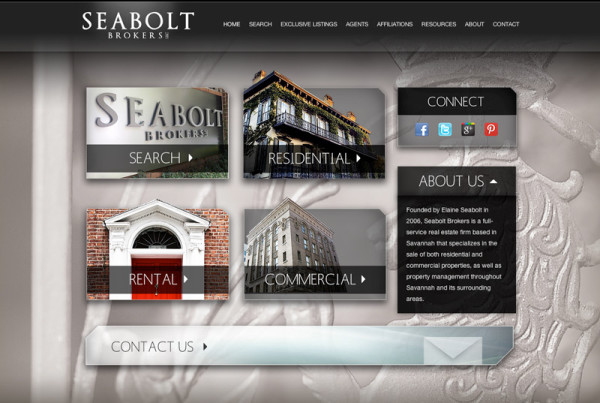 SEABOLT
BROKERS
HOME SEARCH EXCLUSIVE LISTINGS AGENTS AFFILIATIONS RESOURCES ABOUT CONTACT
SEABOLT
BROKERS
SEARCH
RESIDENTIAL
CONNECT
ABOUT US
Founded by Elaine Seabolt in
2006, Seabolt Brokers is a full-
service real estate firm based in
Savannah that specializes in the
sale of both residential and
commercial properties, as well as
property management throughout
Savannah and its surrounding
areas.
RENTAL
COMMERCIAL
CONTACT US